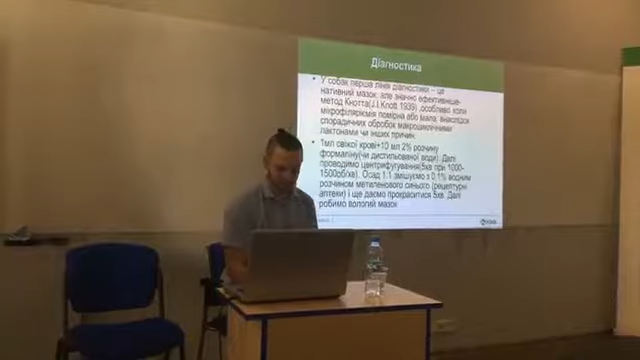 Діагностика
У собак перша лінія діагностики – це
нативний мазок, але значно ефективніше-
метод Кнотта(J.I.Knott 1939) ,особливо коли
мікрофіляремія помірна або мала, внаслідок
спорадичних обробок макроциклічними
лактонами чи інших причин.
1мл свіжої крові+10 мл 2% розчину
формаліну(чи дистильованої води). Далі
проводимо центрифугування(5хв при 1000-
1500об/хв). Осад 1:1 змішуємо з 0,1% водним
розчином метиленового синього (рецептурні
аптеки) і ще даємо прокраситися 5хв. Далі
робимо вологий мазок